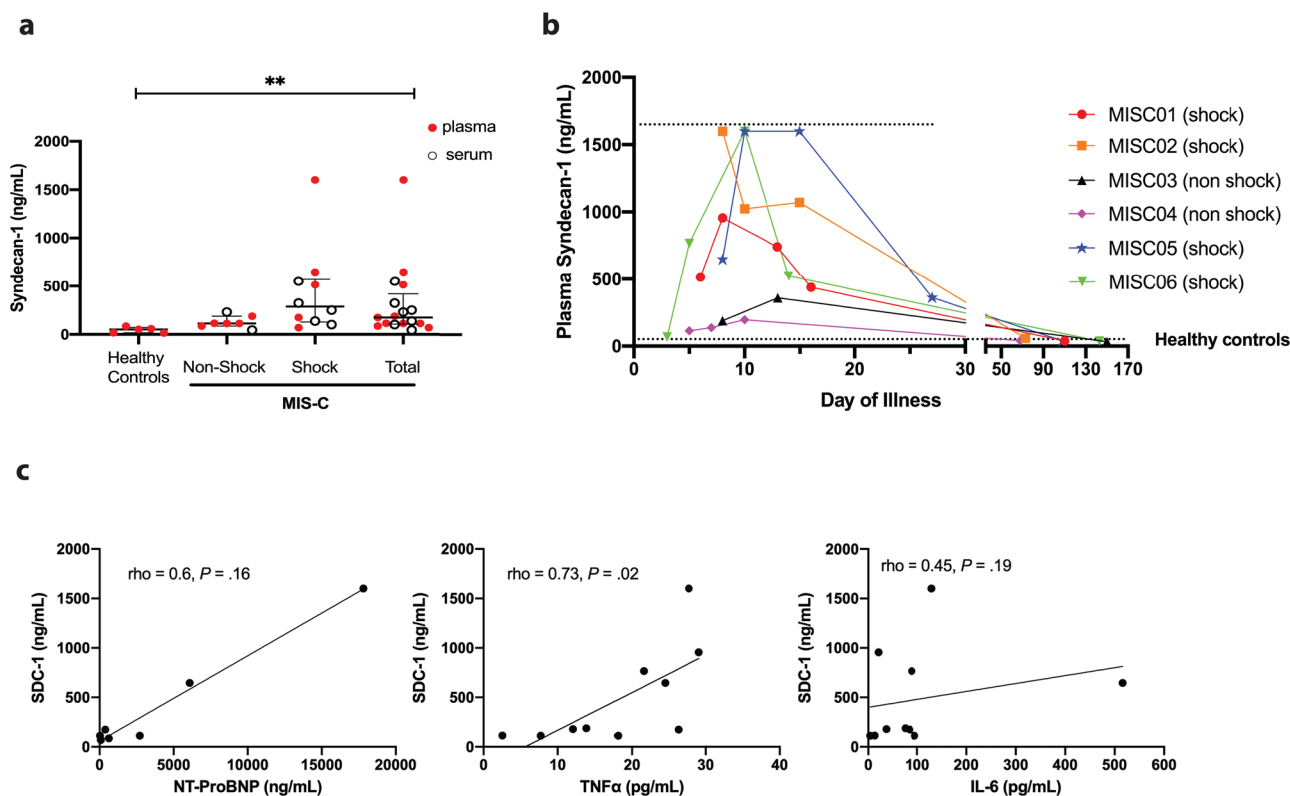 a
**
plasma
serum
Syndecan-1 (ng/mL)
2000
1500
1000
500
0
Healthy
Controls
Non-Shock
Shock
Total
MIS-C
b
Plasma Syndecan-1 (ng/mL)
2000
1500
1000
500
0
0
10
20
30
50
90
130
170
Day of Illness
MISC01 (shock)
MISC02 (shock)
MISC03 (non shock)
MISC04 (non shock)
MISC05 (shock)
MISC06 (shock)
Healthy controls
c
SDC-1 (ng/mL)
2000
1500
1000
500
0
rho = 0.6, P = .16
0
5000
10000
15000
20000
NT-ProBNP (ng/mL)
SDC-1 (ng/mL)
2000
1500
1000
500
0
rho = 0.73, P = .02
0
10
20
30
40
TNFα (pg/mL)
SDC-1 (ng/mL)
2000
1500
1000
500
0
rho = 0.45, P = .19
0
100
200
300
400
500
600
IL-6 (pg/mL)